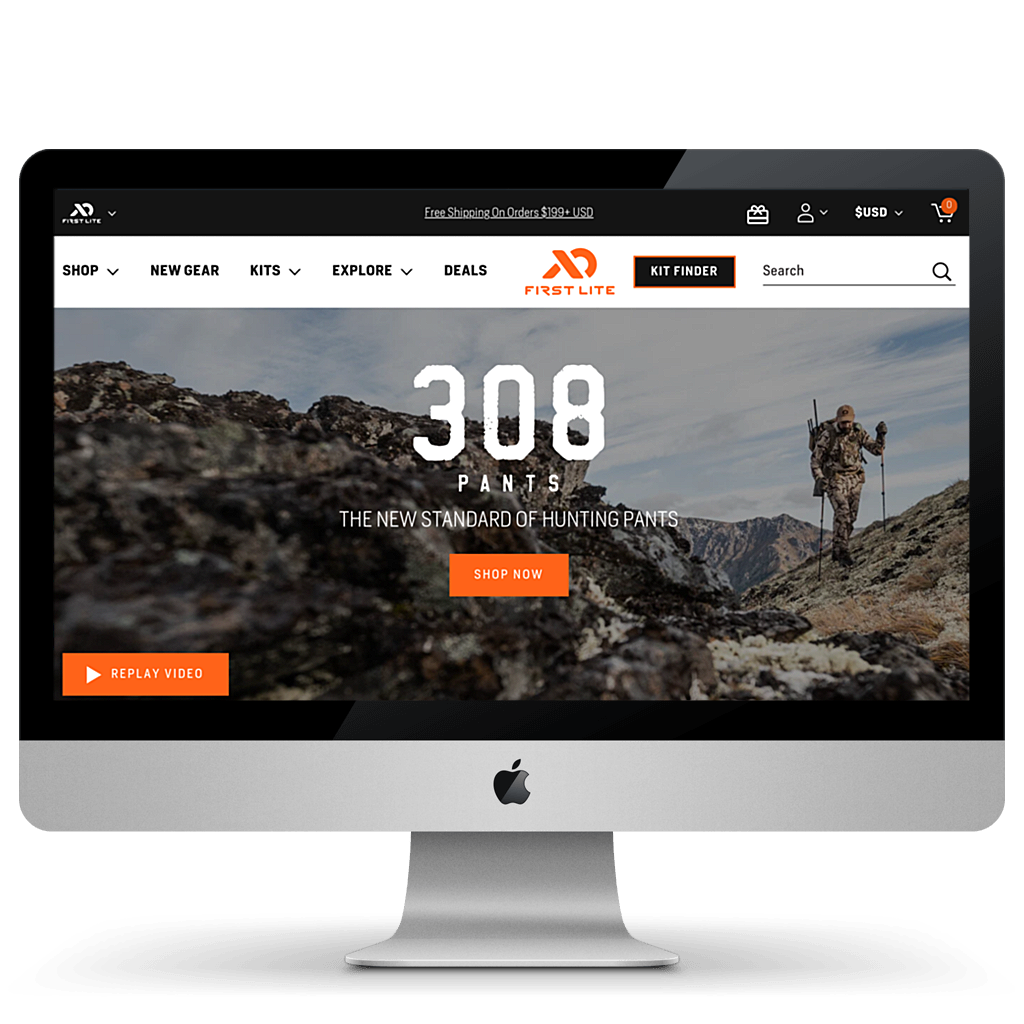 FIRST LITE
Free Shipping On Orders $199+ USD
$USD
0
SHOP
NEW GEAR
KITS
EXPLORE
DEALS
FIRST LITE
KIT FINDER
Search
308
PANTS
THE NEW STANDARD OF HUNTING PANTS
SHOP NOW
REPLAY VIDEO